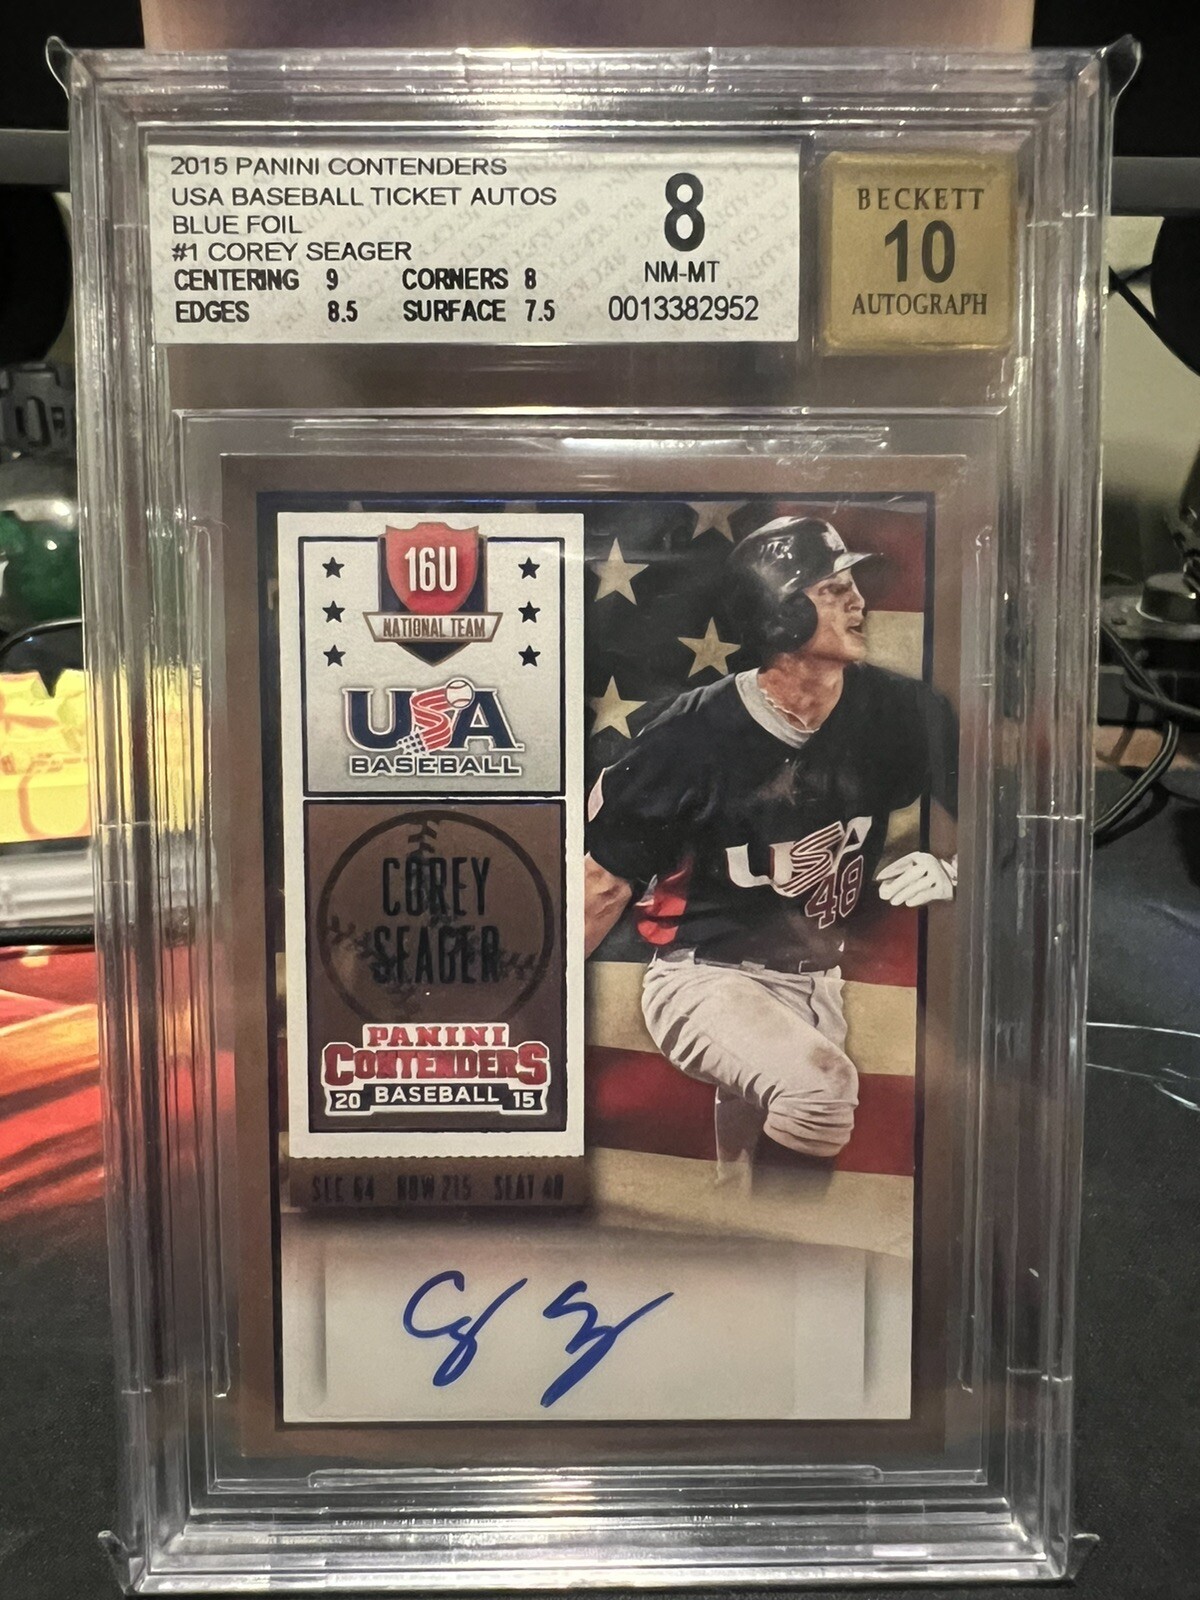 2015 PANINI CONTENDERS
USA BASEBALL TICKET AUTOS
BLUE FOIL
#1 COREY SEAGER
CENTERING 9 CORNERS 8
EDGES 8.5 SURFACE 7.5
8
NM-MT
0013382952
BECKETT
10
AUTOGRAPH
16U
NATIONAL TEAM
USA
BASEBALL
COREY
SEAGER
PANINI
CONTENDERS
20 BASEBALL 15
SEC 64 ROW 215 SEAT 48
USA
48